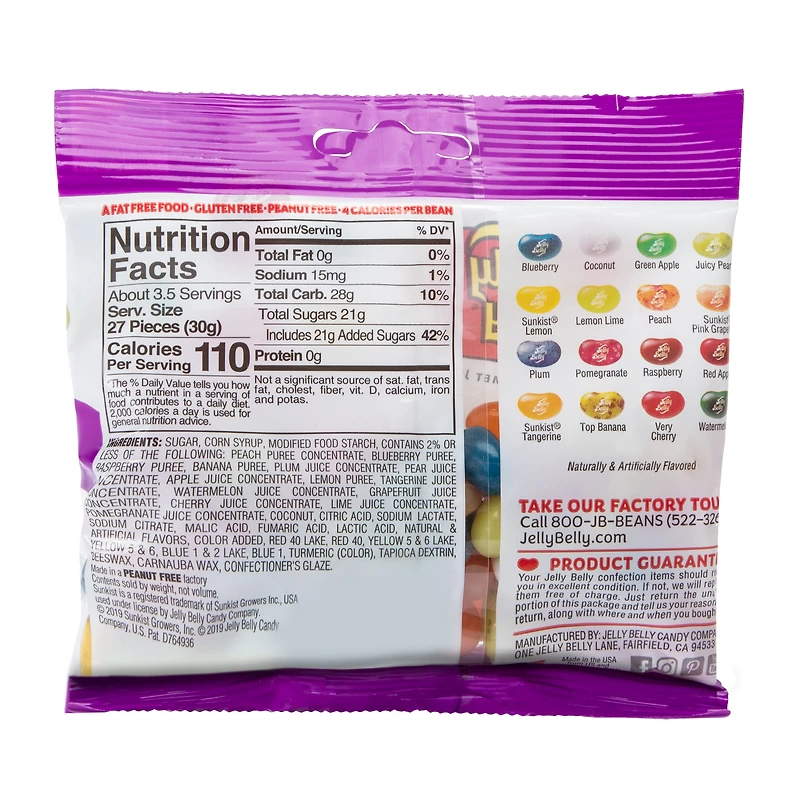 A FAT FREE FOOD • GLUTEN FREE • PEANUT FREE • 4 CALORIES PER BEAN
Nutrition
Facts
About 3.5 Servings
Serv. Size
27 Pieces (30g)
Calories
Per Serving 110
*The % Daily Value tells you how
much a nutrient in a serving of
food contributes to a daily diet.
2,000 calories a day is used for
general nutrition advice.
Amount/Serving % DV*
Total Fat 0g 0%
Sodium 15mg 1%
Total Carb. 28g 10%
Total Sugars 21g
Includes 21g Added Sugars 42%
Protein 0g
Not a significant source of sat. fat, trans
fat, cholest, fiber, vit. D, calcium, iron
and potas.
INGREDIENTS: SUGAR, CORN SYRUP, MODIFIED FOOD STARCH, CONTAINS 2% OR
LESS OF THE FOLLOWING: PEACH PUREE CONCENTRATE, BLUEBERRY PUREE,
RASPBERRY PUREE, BANANA PUREE, PLUM JUICE CONCENTRATE, PEAR JUICE
CONCENTRATE, APPLE JUICE CONCENTRATE, LEMON PUREE, TANGERINE JUICE
CONCENTRATE, WATERMELON JUICE CONCENTRATE, GRAPEFRUIT JUICE
CONCENTRATE, CHERRY JUICE CONCENTRATE, LIME JUICE CONCENTRATE,
POMEGRANATE JUICE CONCENTRATE, COCONUT, CITRIC ACID, SODIUM LACTATE,
SODIUM CITRATE, MALIC ACID, FUMARIC ACID, LACTIC ACID, NATURAL &
ARTIFICIAL FLAVORS, COLOR ADDED, RED 40 LAKE, RED 40, YELLOW 5 & 6 LAKE,
YELLOW 5 & 6, BLUE 1 & 2 LAKE, BLUE 1, TURMERIC (COLOR), TAPIOCA DEXTRIN,
BEESWAX, CARNAUBA WAX, CONFECTIONER'S GLAZE.
Made in a PEANUT FREE factory
Contents sold by weight, not volume.
Sunkist is a registered trademark of Sunkist Growers Inc., USA
used under license by Jelly Belly Candy Company.
© 2019 Sunkist Growers, Inc. © 2019 Jelly Belly Candy
Company, U.S. Pat. D764936
Blueberry Coconut Green Apple Juicy Pear
Sunkist® Lemon Lime Peach Sunkist
Lemon Pink Grape
Plum Pomegranate Raspberry Red App
Sunkist® Top Banana Very Waterme
Tangerine Cherry
Naturally & Artificially Flavored
TAKE OUR FACTORY TOU
Call 800-JB-BEANS (522-326
JellyBelly.com
PRODUCT GUARANT
Your Jelly Belly confection items should re
you in excellent condition. If not, we will rep
them free of charge. Just return the unu
portion of this package and tell us your reason
return, along with where and when you bough
MANUFACTURED BY: JELLY BELLY CANDY COMPA
ONE JELLY BELLY LANE, FAIRFIELD, CA 94533
Made in the USA